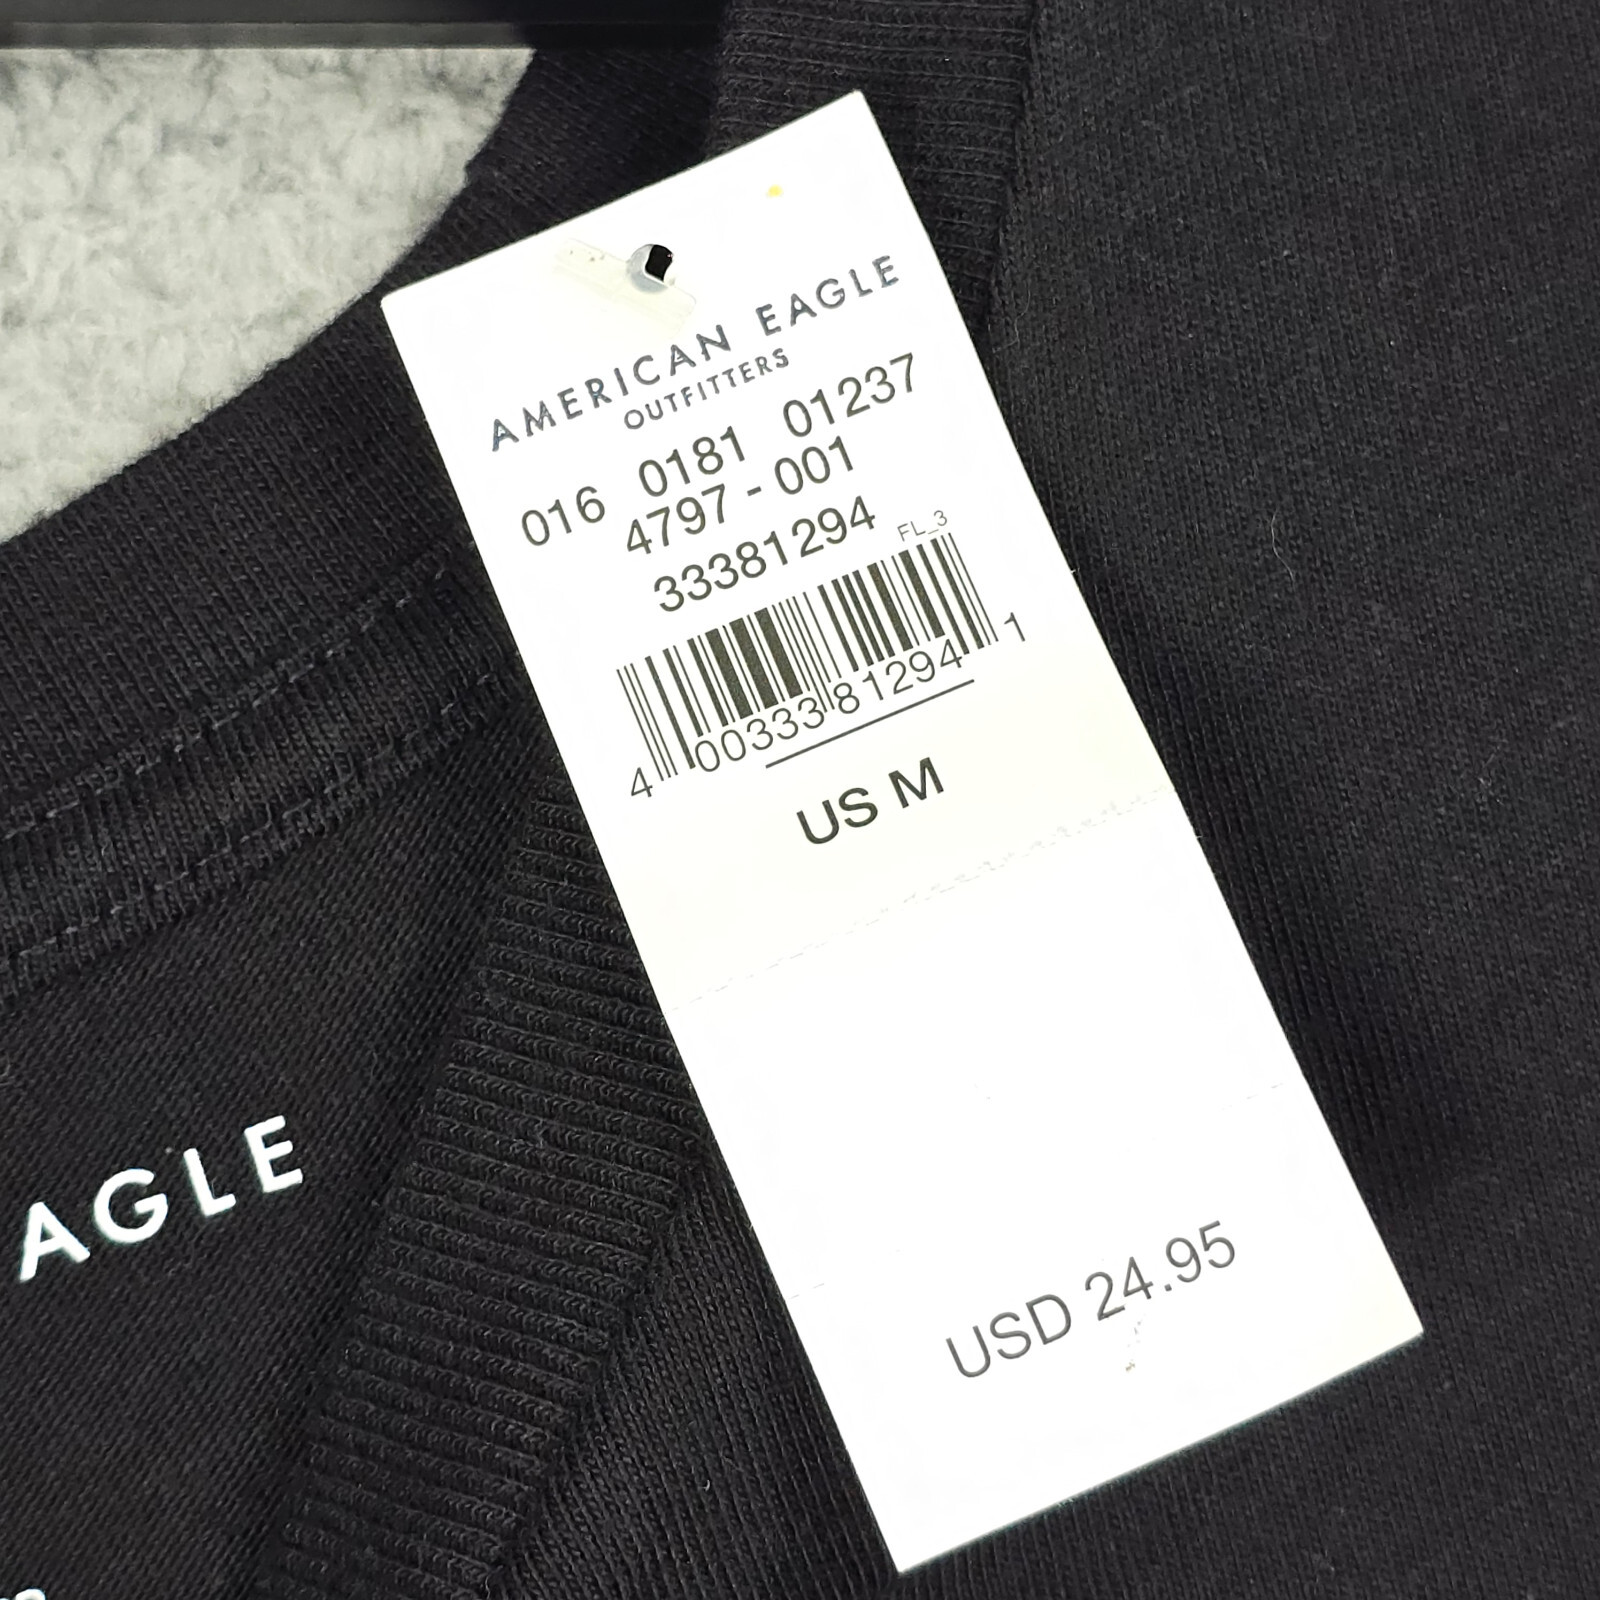 AMERICAN EAGLE
OUTFITTERS
016 0181 01237
4797-001
33381294
FL_3
4 00333 81294 1
US M
USD 24.95
AGLE